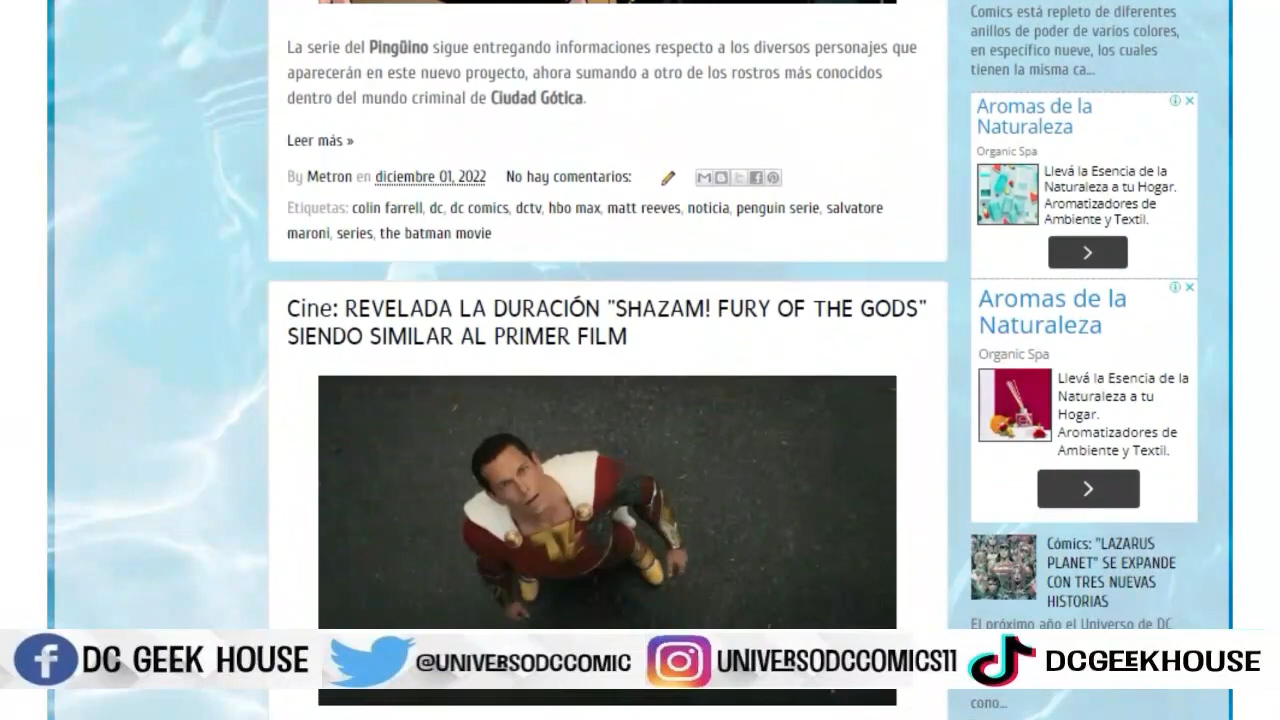 La serie del Pingüino sigue entregando informaciones respecto a los diversos personajes que
aparecerán en este nuevo proyecto, ahora sumando a otro de los rostros más conocidos
dentro del mundo criminal de Ciudad Gótica.
Leer más »
By Metron en diciembre 01, 2022 No hay comentarios:
Etiquetas: colin farrell, dc, dc comics, dctv, hbo max, matt reeves, noticia, penguin serie, salvatore
maroni, series, the batman movie
Cine: REVELADA LA DURACIÓN "SHAZAM! FURY OF THE GODS"
SIENDO SIMILAR AL PRIMER FILM
Comics está repleto de diferentes
anillos de poder de varios colores,
en específico nueve, los cuales
tienen la misma ca...
Aromas de la
Naturaleza
Organic Spa
Llevá la Esencia de la
Naturaleza a tu Hogar.
Aromatizadores de
Ambiente y Textil.
Aromas de la
Naturaleza
Organic Spa
Llevá la Esencia de la
Naturaleza a tu
Hogar.
Aromatizadores de
Ambiente y Textil.
Cómics: "LAZARUS
PLANET" SE EXPANDE
CON TRES NUEVAS
HISTORIAS
El próximo año el Universo de DC
cono...
DC GEEK HOUSE @UNIVERSODCCOMIC UNIVERSODCCOMICS11 DCGEEKHOUSE